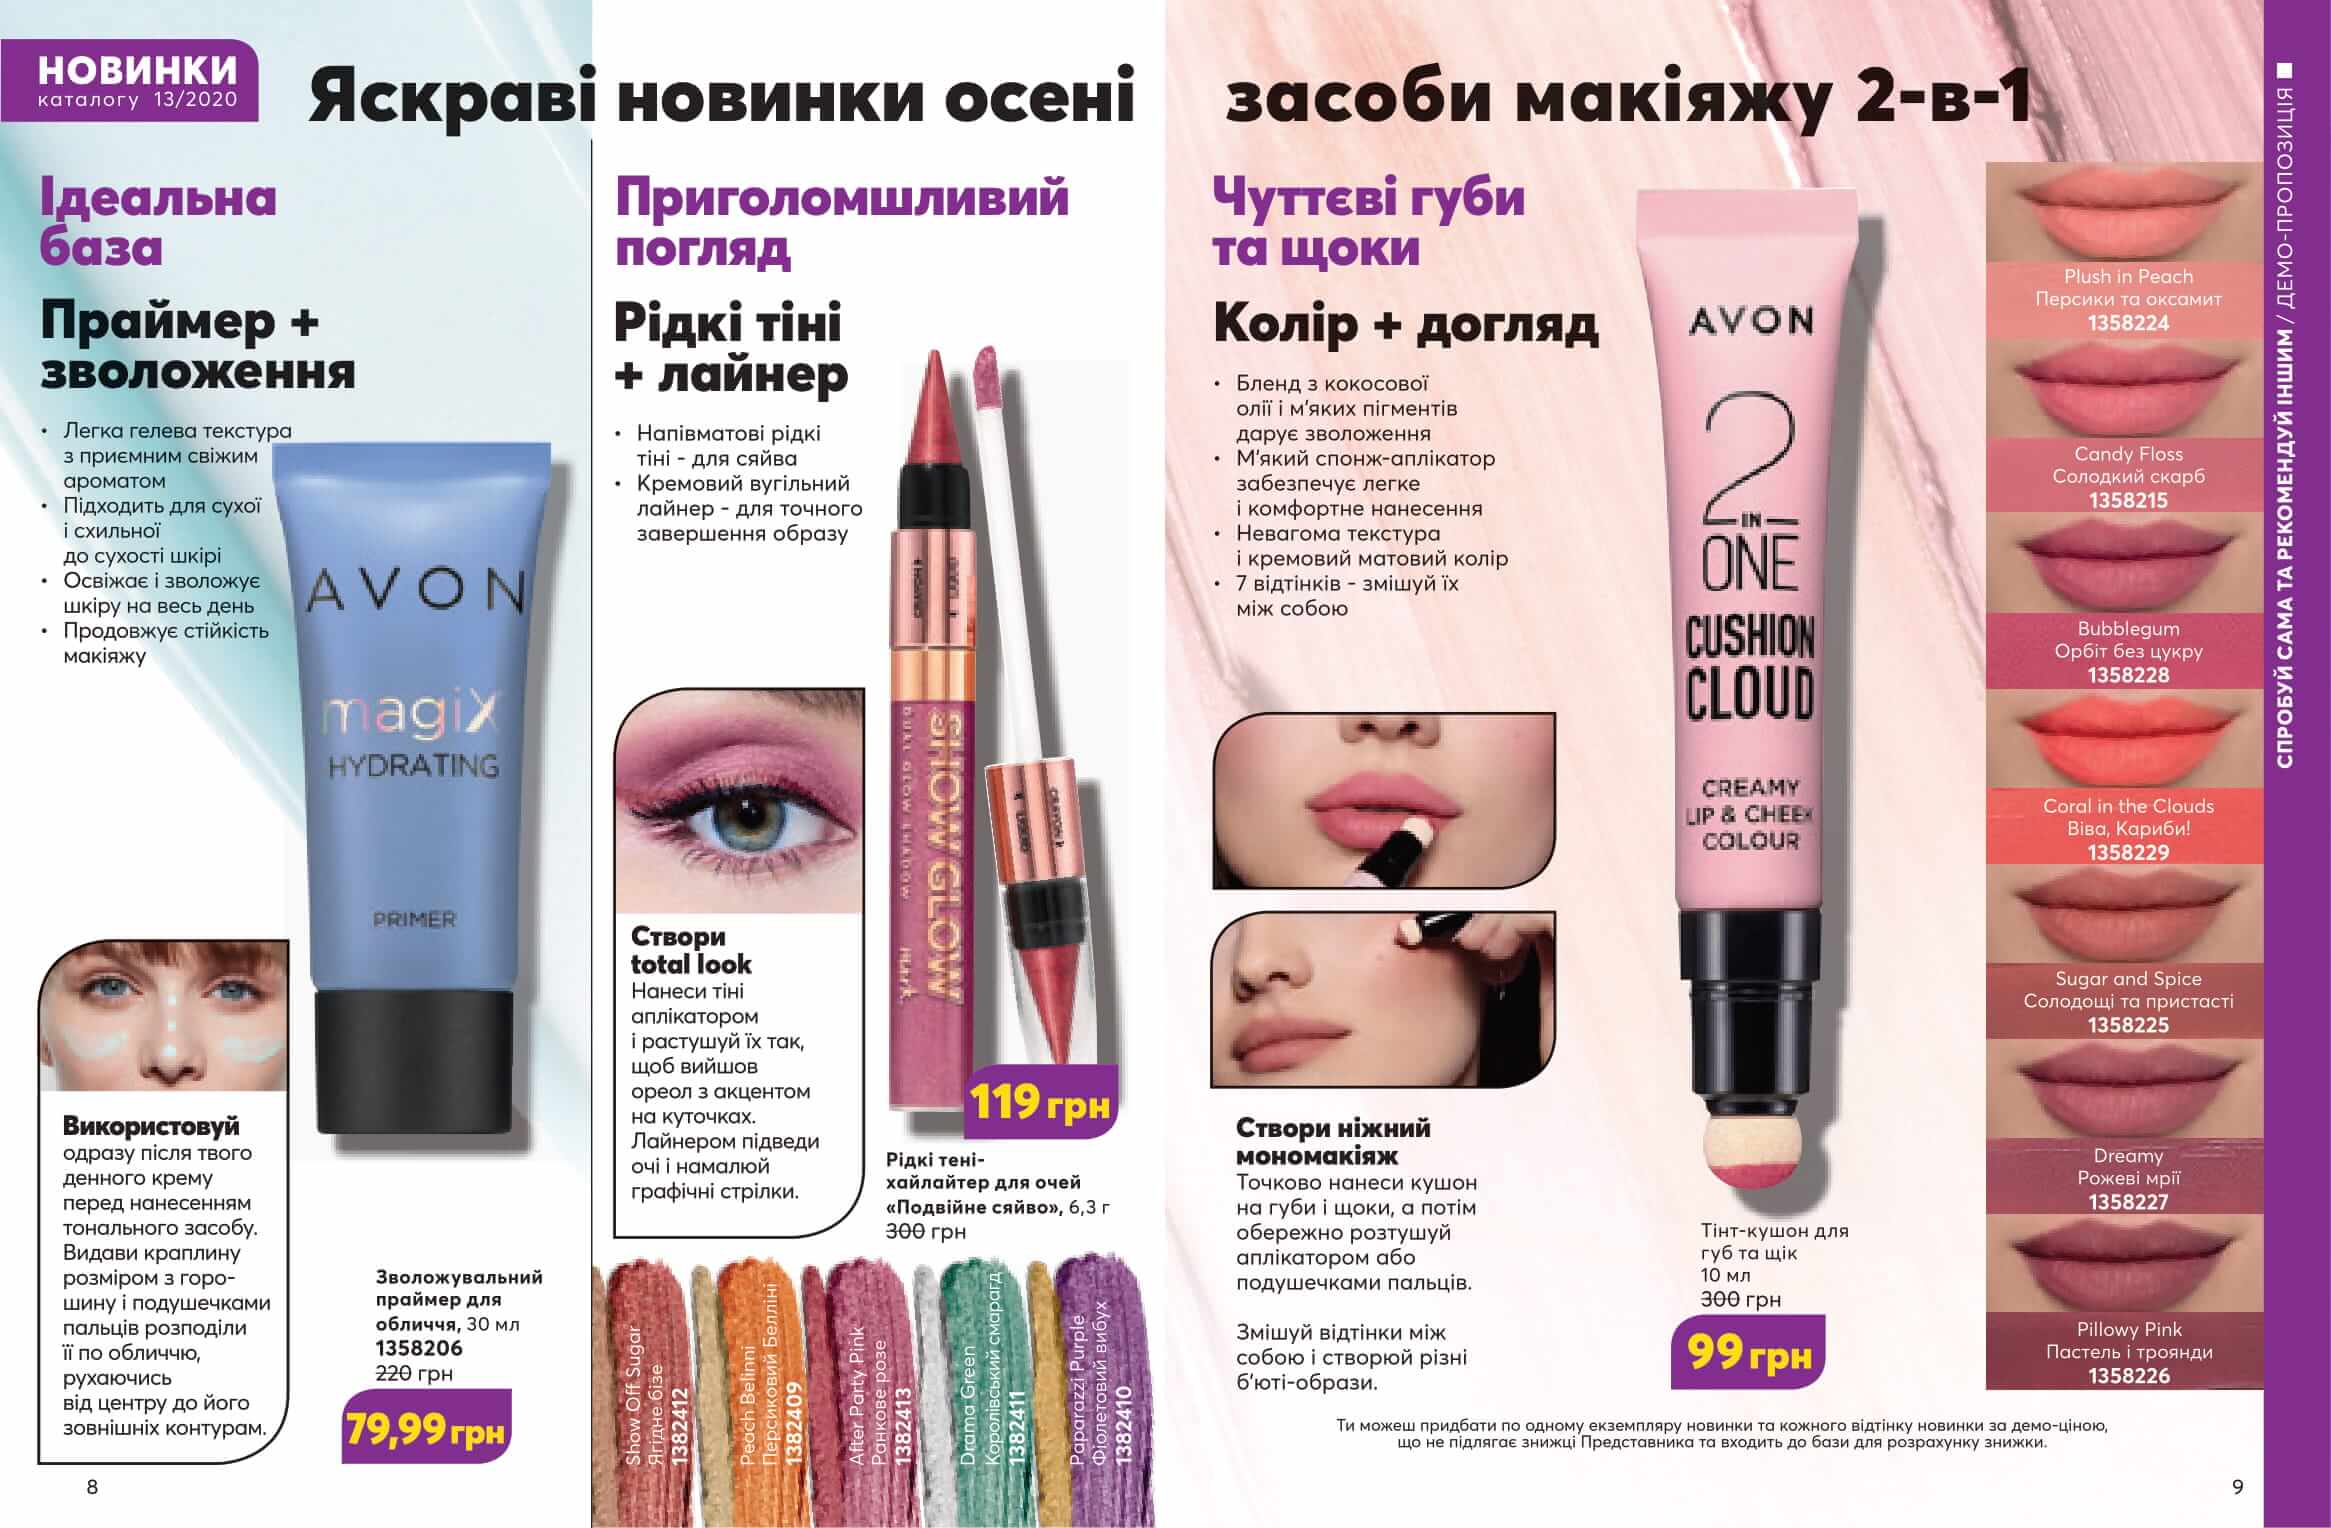 НОВИНКИ
каталогу 13/2020
Яскраві новинки осені
засоби макіяжу 2-в-1
Ідеальна
база
Праймер +
зволоження
• Легка гелева текстура
з приємним свіжим
ароматом
• Підходить для сухої
і схильної
до сухості шкірі
• Освіжає і зволожує
шкіру на весь день
• Продовжує стійкість
макіяжу
AVON
magiX
HYDRATING
PRIMER
Використовуй
одразу після твого
денного крему
перед нанесенням
тонального засобу.
Видави краплину
розміром з горо-
шину і подушечками
пальців розподіли
її по обличчю,
рухаючись
від центру до його
зовнішніх контурам.
Зволожувальний
праймер для
обличчя, 30 мл
1358206
220 грн
79,99 грн
8
Приголомшливий
погляд
Рідкі тіні
+ лайнер
• Напівматові рідкі
тіні - для сяйва
• Кремовий вугільний
лайнер - для точного
завершення образу
SHOW GLOW
DUAL GLOW SHADOW
mark.
Створи
total look
Нанеси тіні
аплікатором
і растушуй їх так,
щоб вийшов
ореол з акцентом
на куточках.
Лайнером підведи
очі і намалюй
графічні стрілки.
119 грн
Рідкі тені-
хайлайтер для очей
«Подвійне сяйво», 6,3 г
300 грн
Show Off Sugar
Ягідне бізе
1382412
Peach Belinni
Персиковий Белліні
1382409
After Party Pink
Ранкове розе
1382413
Drama Green
Королівський смарагд
1382411
Paparazzi Purple
Фіолетовий вибух
1382410
Чуттєві губи
та щоки
Колір + догляд
• Бленд з кокосової
олії і м'яких пігментів
дарує зволоження
• М'який спонж-аплікатор
забезпечує легке
і комфортне нанесення
• Невагома текстура
і кремовий матовий колір
• 7 відтінків - змішуй їх
між собою
AVON
2
IN
ONE
CUSHION
CLOUD
CREAMY
LIP & CHEEK
COLOUR
Створи ніжний
мономакіяж
Точково нанеси кушон
на губи і щоки, а потім
обережно розтушуй
аплікатором або
подушечками пальців.
Змішуй відтінки між
собою і створюй різні
б'юті-образи.
Тінт-кушон для
губ та щік
10 мл
300 грн
99 грн
Plush in Peach
Персики та оксамит
1358224
Candy Floss
Солодкий скарб
1358215
Bubblegum
Орбіт без цукру
1358228
Coral in the Clouds
Віва, Кариби!
1358229
Sugar and Spice
Солодощі та пристасті
1358225
Dreamy
Рожеві мрії
1358227
Pillowy Pink
Пастель і троянди
1358226
Ти можеш придбати по одному екземпляру новинки та кожного відтінку новинки за демо-ціною,
що не підлягає знижці Представника та входить до бази для розрахунку знижки.
9
СПРОБУЙ САМА ТА РЕКОМЕНДУЙ ІНШИМ / ДЕМО-ПРОПОЗИЦІЯ